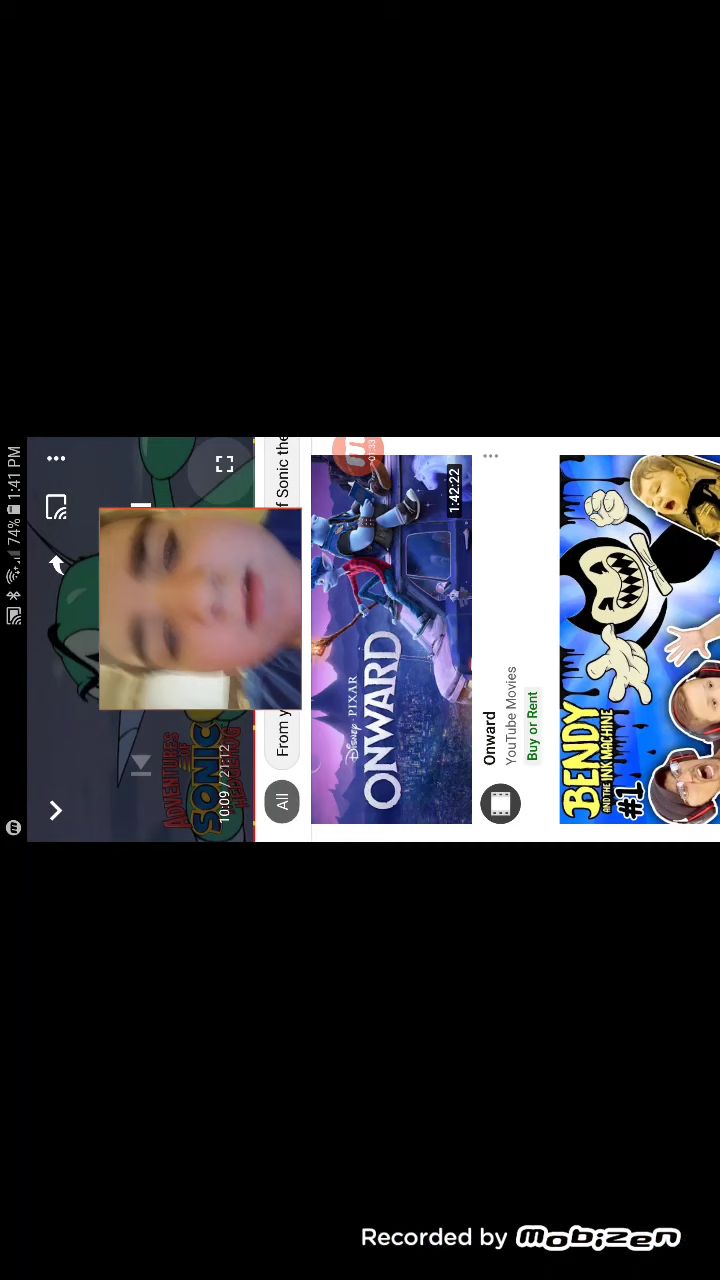 74% 1:41 PM
ADVENTURES
OF
SONIC
THE
HEDGEHOG
10:09 / 21:12
All
From y
f Sonic the
01:33
Disney · PIXAR
ONWARD
1:42:22
Onward
YouTube Movies
Buy or Rent
BENDY
AND THE INK MACHINE
#1
Recorded by mobizen